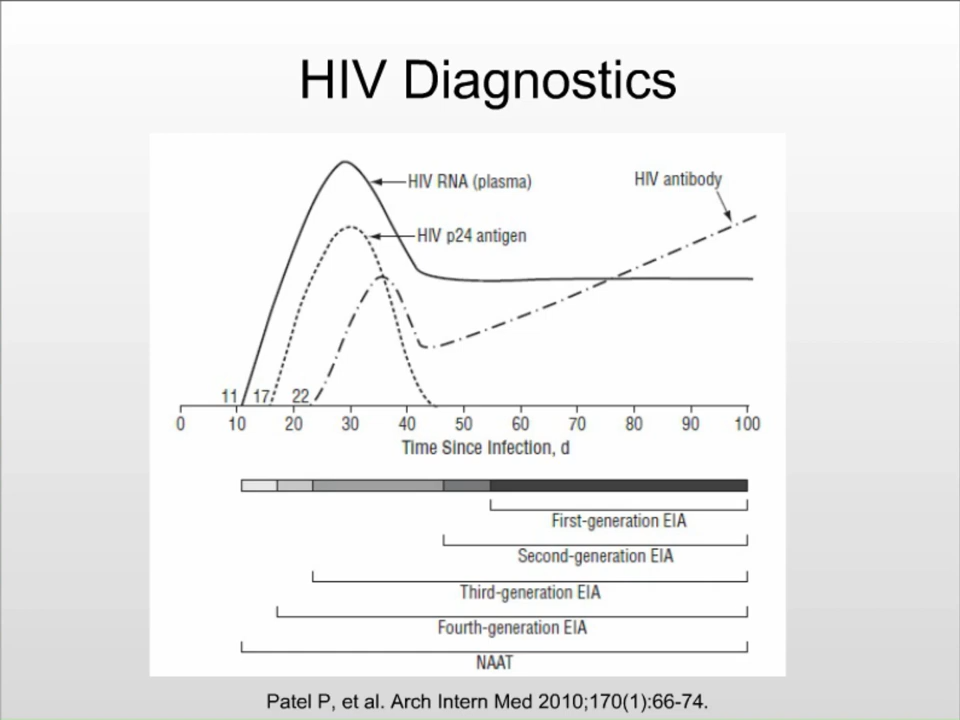 HIV Diagnostics
HIV RNA (plasma)
HIV antibody
HIV p24 antigen
11 17 22
0 10 20 30 40 50 60 70 80 90 100
Time Since Infection, d
First-generation EIA
Second-generation EIA
Third-generation EIA
Fourth-generation EIA
NAAT
Patel P, et al. Arch Intern Med 2010;170(1):66-74.